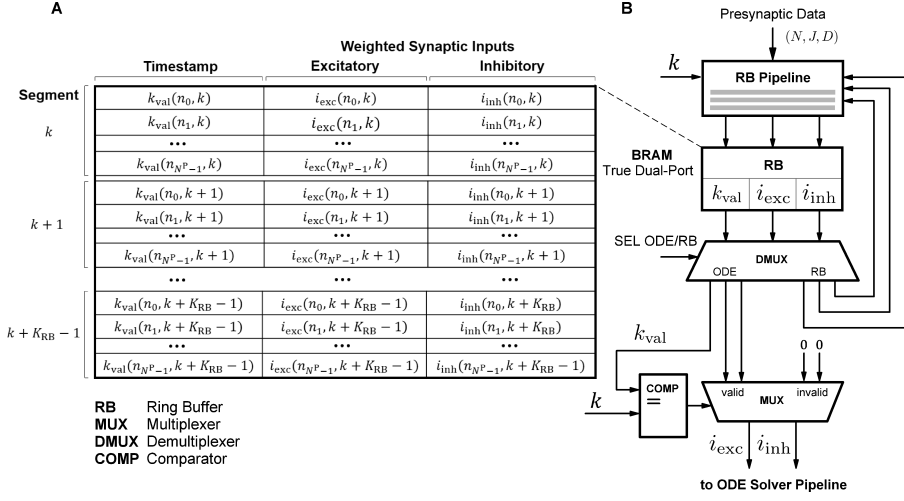 A
Weighted Synaptic Inputs
Timestamp Excitatory Inhibitory
Segment
k
k_val(n_0, k) i_exc(n_0, k) i_inh(n_0, k)
k_val(n_1, k) i_exc(n_1, k) i_inh(n_1, k)
••• ••• •••
k_val(n_{N^P−1}, k) i_exc(n_{N^P−1}, k) i_inh(n_{N^P−1}, k)
k + 1
k_val(n_0, k + 1) i_exc(n_0, k + 1) i_inh(n_0, k + 1)
k_val(n_1, k + 1) i_exc(n_1, k + 1) i_inh(n_1, k + 1)
••• ••• •••
k_val(n_{N^P−1}, k + 1) i_exc(n_{N^P−1}, k + 1) i_inh(n_{N^P−1}, k + 1)
••• ••• •••
k + K_RB − 1
k_val(n_0, k + K_RB − 1) i_exc(n_0, k + K_RB − 1) i_inh(n_0, k + K_RB)
k_val(n_1, k + K_RB − 1) i_exc(n_1, k + K_RB − 1) i_inh(n_1, k + K_RB)
••• ••• •••
k_val(n_{N^P−1}, k + K_RB − 1) i_exc(n_{N^P−1}, k + K_RB − 1) i_inh(n_{N^P−1}, k + K_RB − 1)
RB Ring Buffer
MUX Multiplexer
DMUX Demultiplexer
COMP Comparator
B
Presynaptic Data
(N, J, D)
k
RB Pipeline
BRAM
True Dual-Port
RB
k_val i_exc i_inh
SEL ODE/RB
DMUX
ODE RB
k_val
0 0
COMP
=
k
valid MUX invalid
i_exc i_inh
to ODE Solver Pipeline